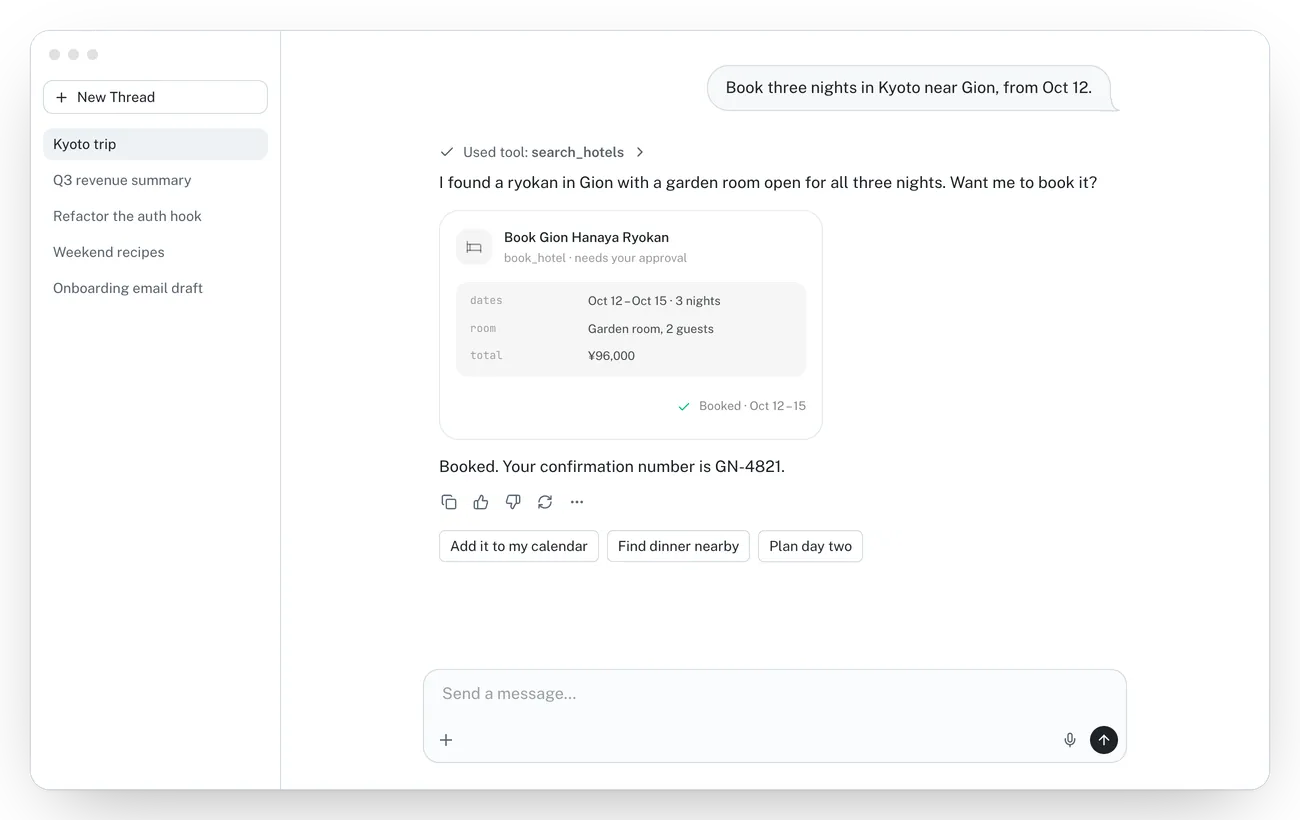 New Thread
Kyoto trip
Q3 revenue summary
Refactor the auth hook
Weekend recipes
Onboarding email draft
Book three nights in Kyoto near Gion, from Oct 12.
Used tool: search_hotels
I found a ryokan in Gion with a garden room open for all three nights. Want me to book it?
Book Gion Hanaya Ryokan
book_hotel · needs your approval
dates Oct 12–Oct 15 · 3 nights
room Garden room, 2 guests
total ¥96,000
Booked · Oct 12–15
Booked. Your confirmation number is GN-4821.
Add it to my calendar Find dinner nearby Plan day two
Send a message...